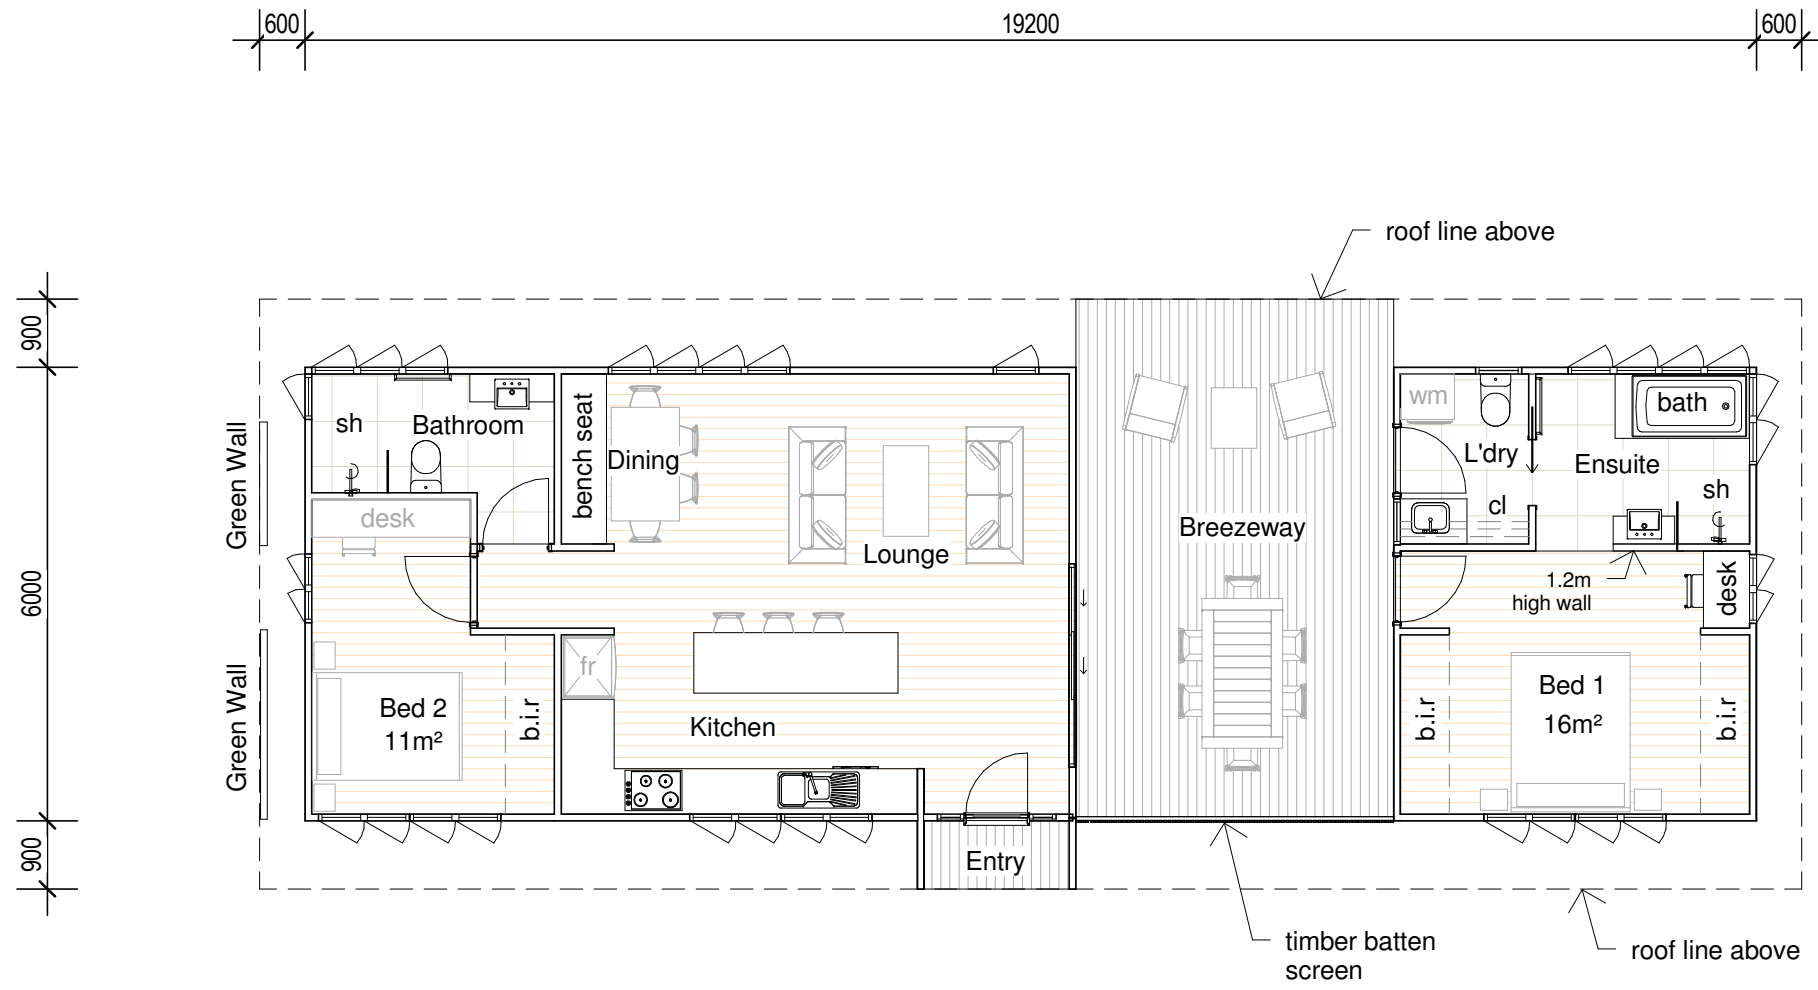 600
19200
600
roof line above
900
6000
900
Green Wall
Green Wall
sh
Bathroom
desk
bench seat
Dining
Lounge
Breezeway
wm
L'dry
cl
Ensuite
bath
sh
1.2m
high wall
desk
fr
Kitchen
Bed 2
11m²
b.i.r
b.i.r
Bed 1
16m²
b.i.r
Entry
timber batten
screen
roof line above